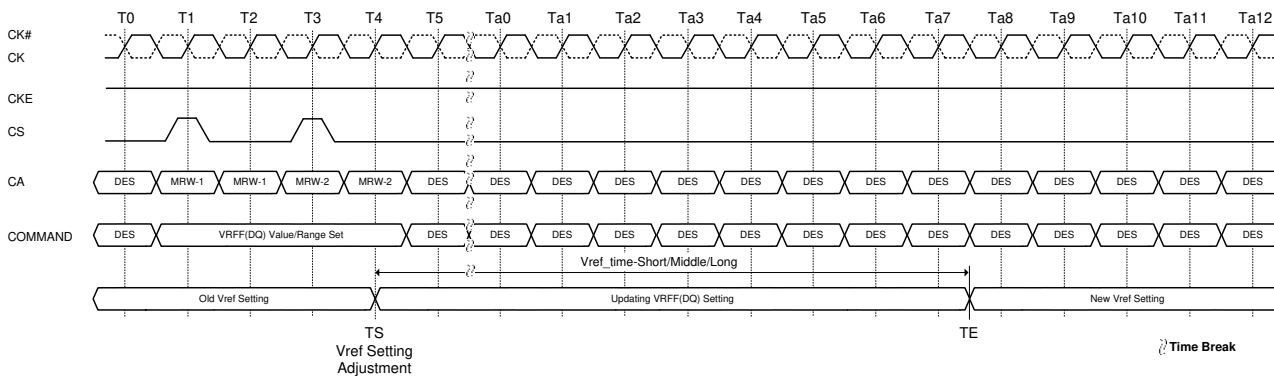 T0 T1 T2 T3 T4 T5 Ta0 Ta1 Ta2 Ta3 Ta4 Ta5 Ta6 Ta7 Ta8 Ta9 Ta10 Ta11 Ta12
CK#
CK
CKE
CS
CA DES MRW-1 MRW-1 MRW-2 MRW-2 DES DES DES DES DES DES DES DES DES DES DES DES DES DES
COMMAND DES VRFF(DQ) Value/Range Set DES DES DES DES DES DES DES DES DES DES DES DES DES DES
Vref_time-Short/Middle/Long
Old Vref Setting Updating VRFF(DQ) Setting New Vref Setting
TS TE
Vref Setting
Adjustment
Time Break